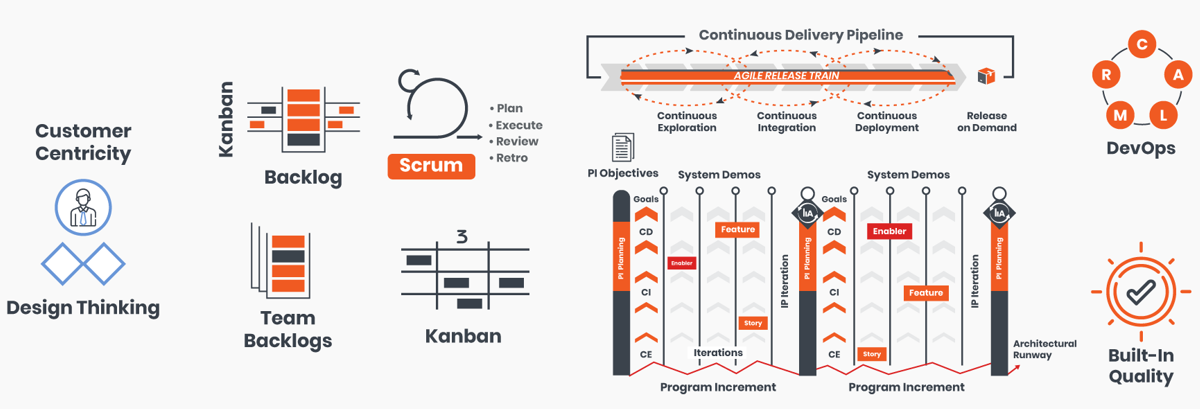 Customer
Centricity
Design Thinking
Kanban
Backlog
Team
Backlogs
Scrum
• Plan
• Execute
• Review
• Retro
3
Kanban
Continuous Delivery Pipeline
AGILE RELEASE TRAIN
Continuous
Exploration
Continuous
Integration
Continuous
Deployment
Release
on Demand
PI Objectives
System Demos
System Demos
Goals
CD
CI
CE
PI Planning
Enabler
Feature
Story
Iterations
IP Iteration
I&A
PI Planning
Goals
CD
CI
CE
Enabler
Feature
Story
IP Iteration
I&A
PI Planning
Architectural
Runway
Program Increment
Program Increment
C
A
L
M
R
DevOps
Built-In
Quality